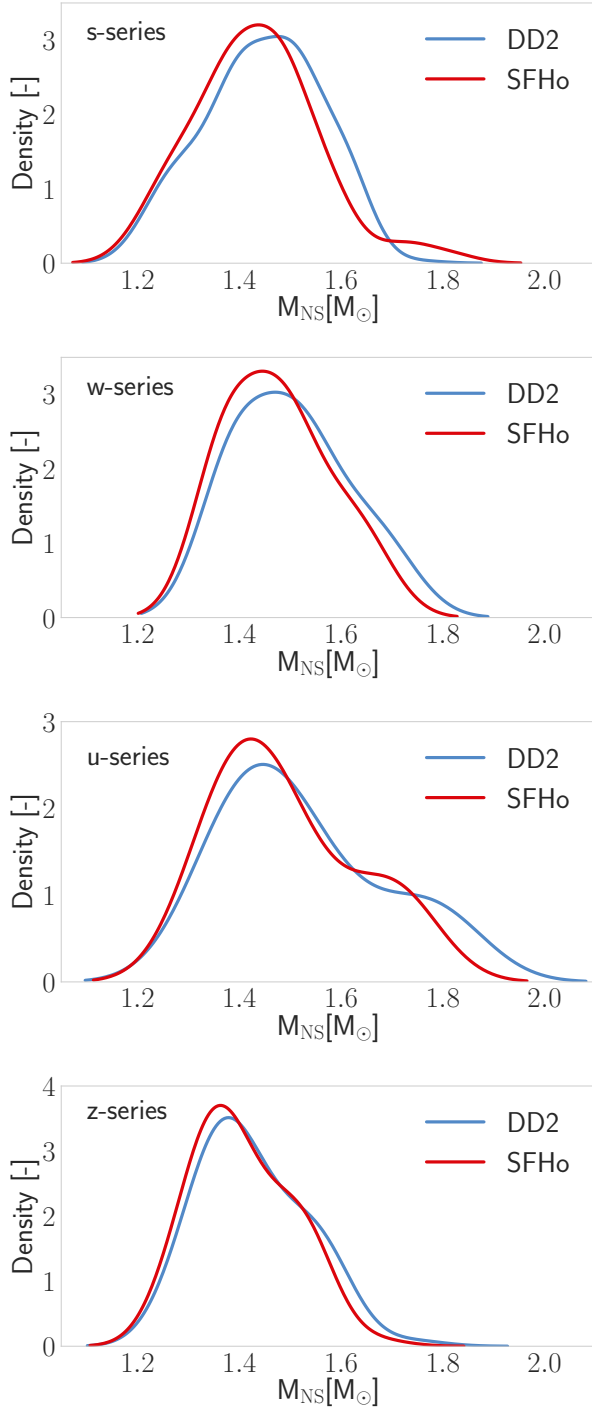 s-series
DD2
SFHo
Density [-]
3
2
1
0
1.2 1.4 1.6 1.8 2.0
M_NS[M_⊙]
w-series
DD2
SFHo
Density [-]
3
2
1
0
1.2 1.4 1.6 1.8 2.0
M_NS[M_⊙]
u-series
DD2
SFHo
Density [-]
3
2
1
0
1.2 1.4 1.6 1.8 2.0
M_NS[M_⊙]
z-series
DD2
SFHo
Density [-]
4
3
2
1
0
1.2 1.4 1.6 1.8 2.0
M_NS[M_⊙]